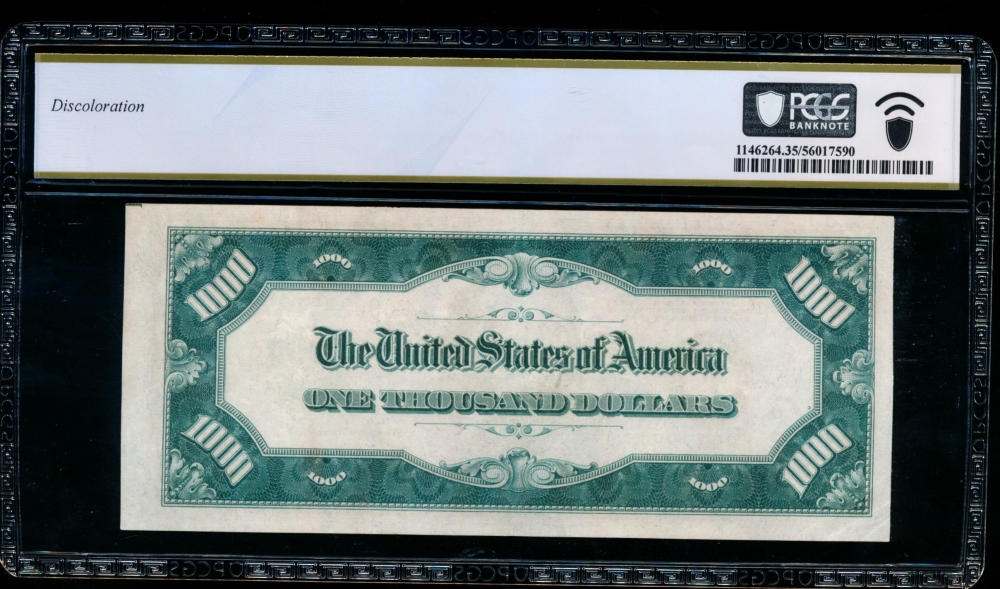 Discoloration
PCGS
BANKNOTE
1146264.35/56017590
1000 1000 1000 1000
The United States of America
ONE THOUSAND DOLLARS
1000 1000 1000 1000